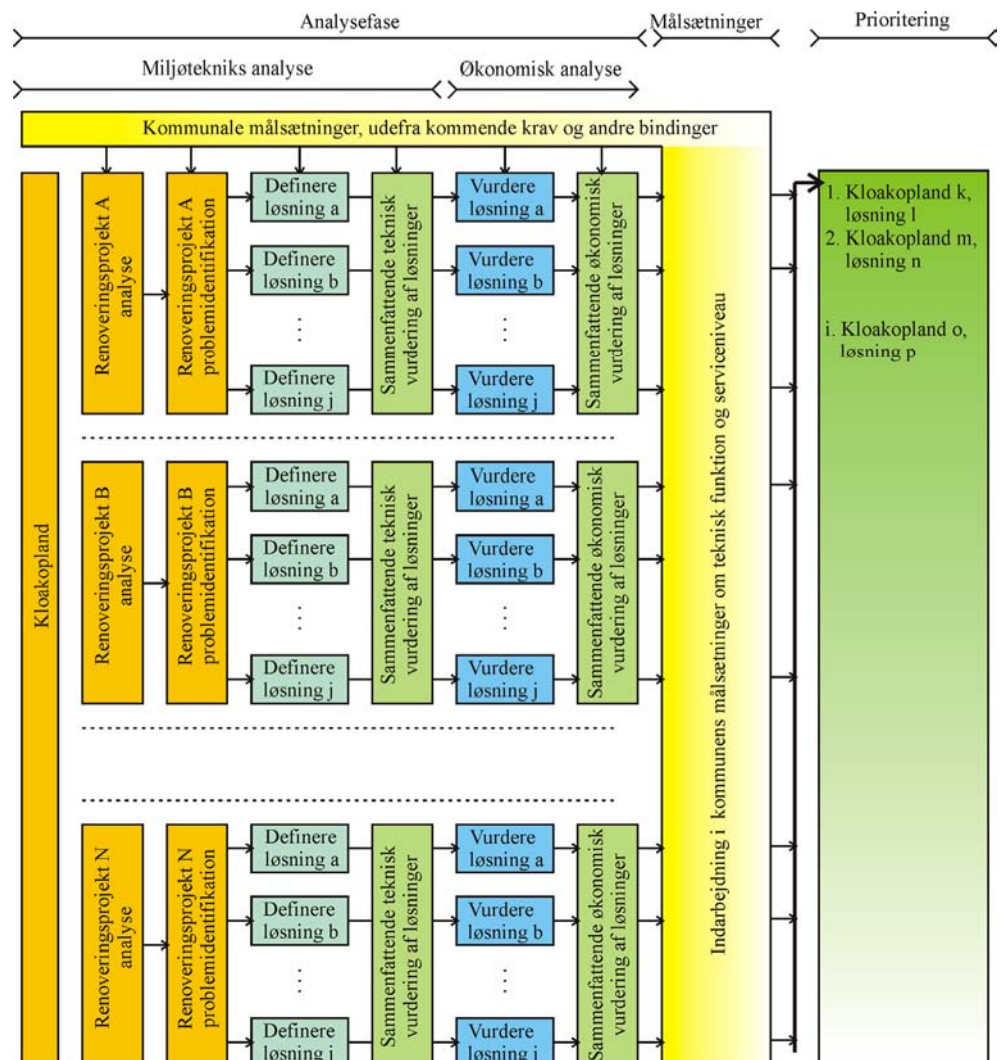 Analysefase
Målsætninger
Prioritering
Miljøtekniks analyse
Økonomisk analyse
Kommunale målsætninger, udefra kommende krav og andre bindinger
Kloakopland
Renoveringsprojekt A
analyse
Renoveringsprojekt A
problemidentifikation
Definere
løsning a
Definere
løsning b
Definere
løsning j
Sammenfattende teknisk
vurdering af løsninger
Vurdere
løsning a
Vurdere
løsning b
Vurdere
løsning j
Sammenfattende økonomisk
vurdering af løsninger
Renoveringsprojekt B
analyse
Renoveringsprojekt B
problemidentifikation
Definere
løsning a
Definere
løsning b
Definere
løsning j
Sammenfattende teknisk
vurdering af løsninger
Vurdere
løsning a
Vurdere
løsning b
Vurdere
løsning j
Sammenfattende økonomisk
vurdering af løsninger
Renoveringsprojekt N
analyse
Renoveringsprojekt N
problemidentifikation
Definere
løsning a
Definere
løsning b
Definere
løsning j
Sammenfattende teknisk
vurdering af løsninger
Vurdere
løsning a
Vurdere
løsning b
Vurdere
løsning j
Sammenfattende økonomisk
vurdering af løsninger
Indarbejdning i kommunens målsætninger om teknisk funktion og serviceniveau
1. Kloakopland k,
løsning l
2. Kloakopland m,
løsning n
i. Kloakopland o,
løsning p